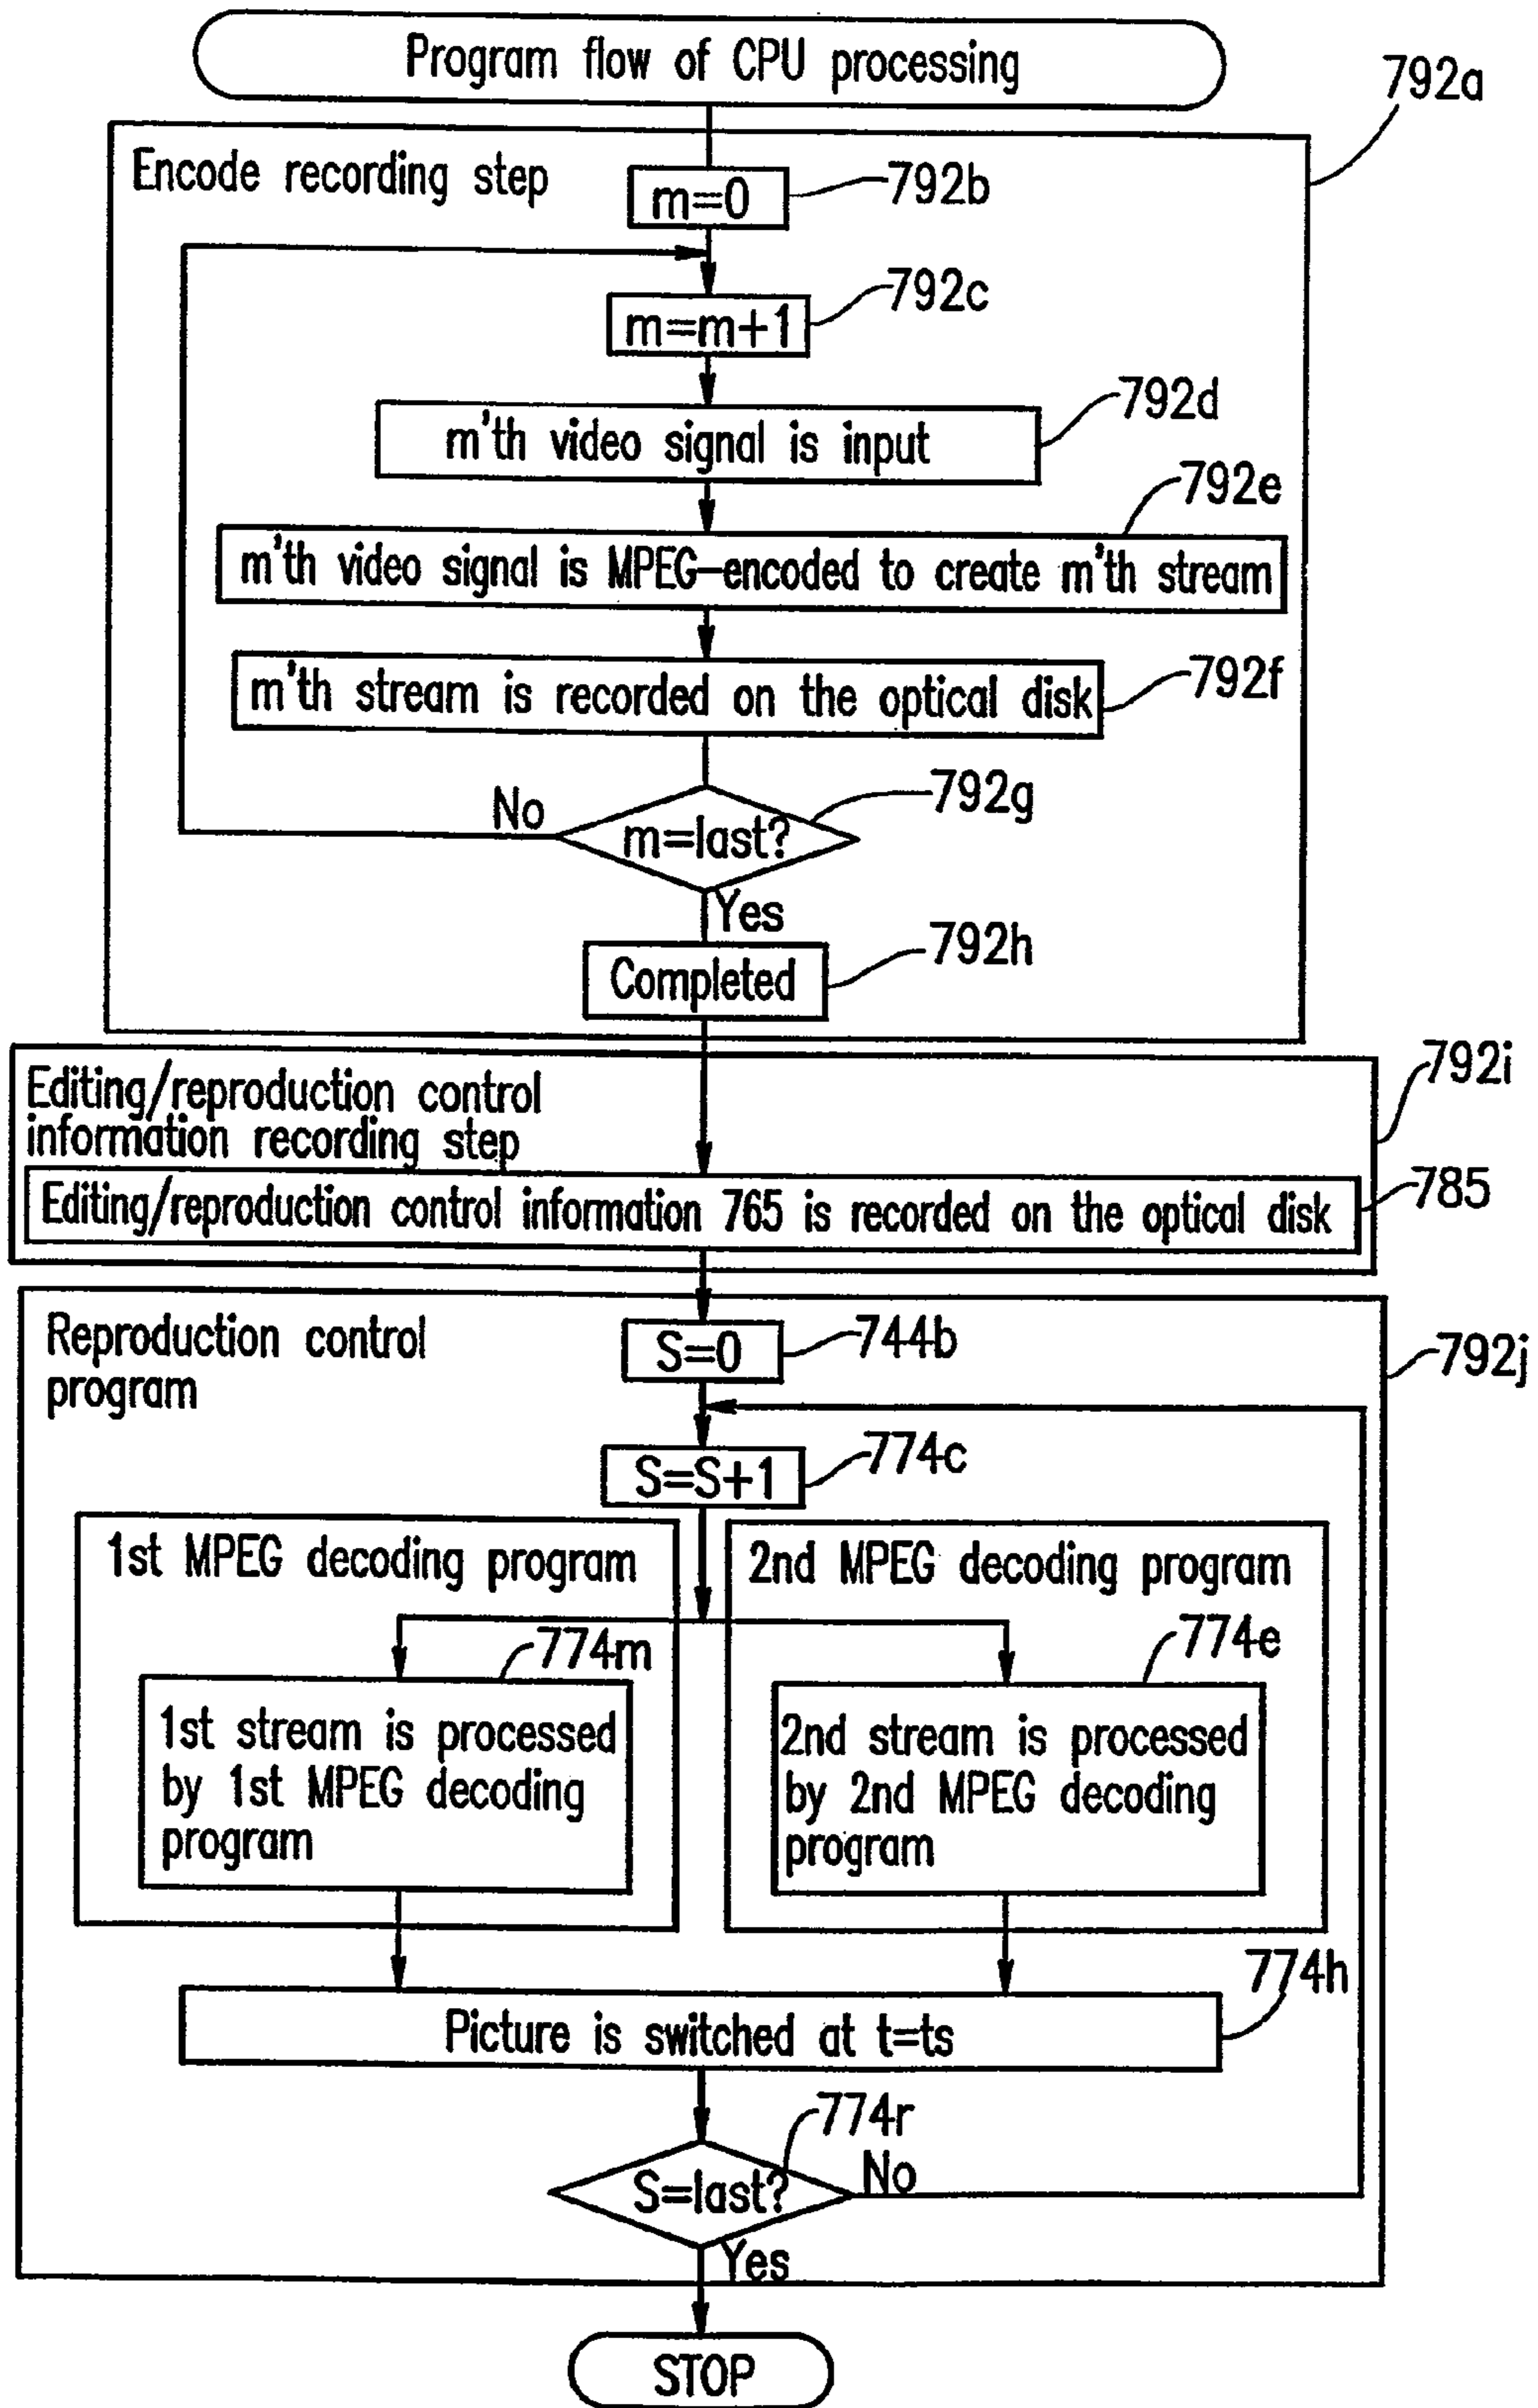 Program flow of CPU processing
792a
Encode recording step
m=0
792b
m=m+1
792c
m'th video signal is input
792d
792e
m'th video signal is MPEG-encoded to create m'th stream
m'th stream is recorded on the optical disk
792f
No
m=last?
792g
Yes
Completed
792h
Editing/reproduction control
information recording step
792i
Editing/reproduction control information 765 is recorded on the optical disk
785
Reproduction control
program
S=0
744b
792j
S=S+1
774c
1st MPEG decoding program
774m
1st stream is processed
by 1st MPEG decoding
program
2nd MPEG decoding program
774e
2nd stream is processed
by 2nd MPEG decoding
program
774h
Picture is switched at t=ts
774r
S=last?
No
Yes
STOP